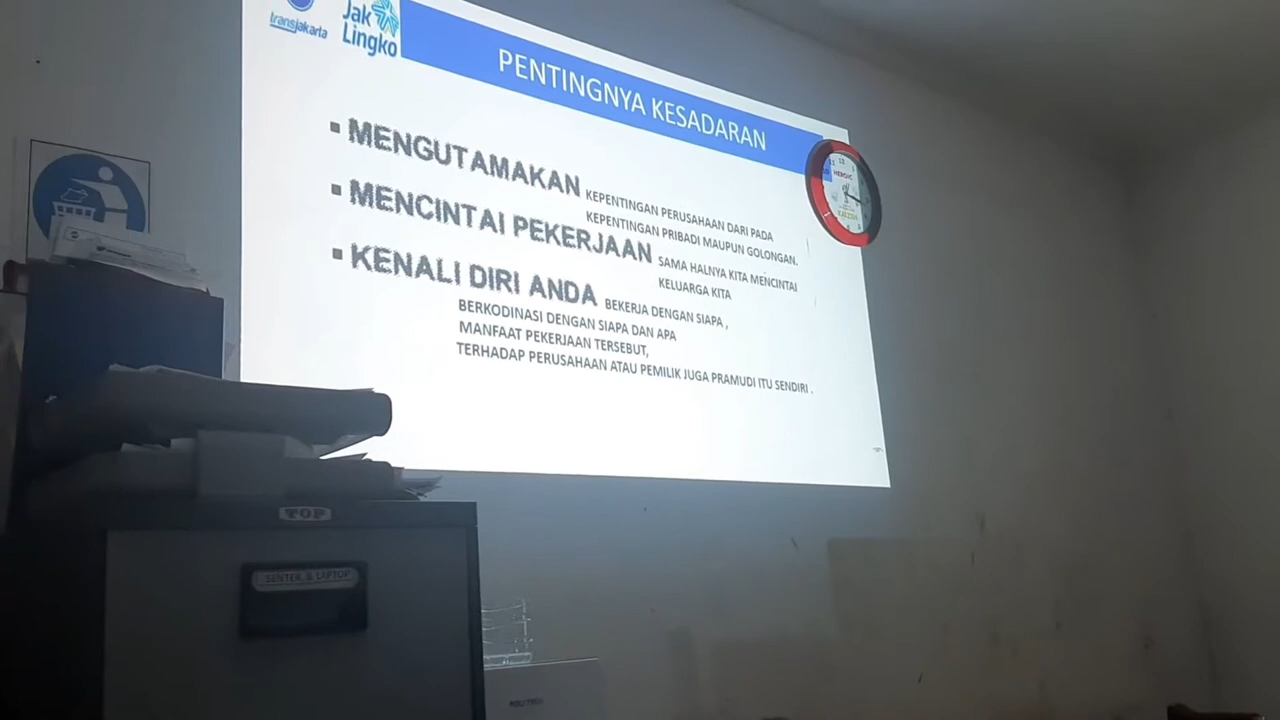 transjakarta
Jak
Lingko
PENTINGNYA KESADARAN
▪ MENGUTAMAKAN KEPENTINGAN PERUSAHAAN DARI PADA
KEPENTINGAN PRIBADI MAUPUN GOLONGAN.
▪ MENCINTAI PEKERJAAN SAMA HALNYA KITA MENCINTAI
KELUARGA KITA
▪ KENALI DIRI ANDA BEKERJA DENGAN SIAPA ,
BERKODINASI DENGAN SIAPA DAN APA
MANFAAT PEKERJAAN TERSEBUT,
TERHADAP PERUSAHAAN ATAU PEMILIK JUGA PRAMUDI ITU SENDIRI .
TOP
SENTER, & LAPTOP